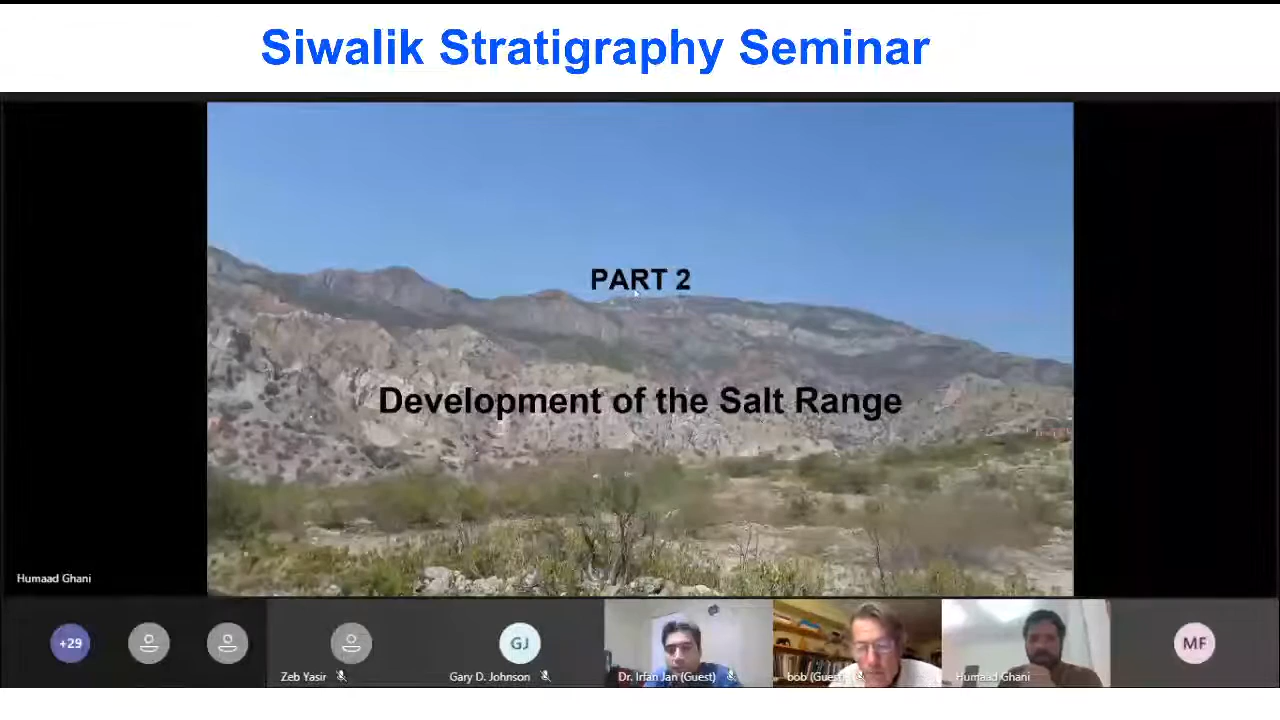 Siwalik Stratigraphy Seminar
PART 2
Development of the Salt Range
Humaad Ghani
+29
Zeb Yasir
GJ
Gary D. Johnson
Dr. Irfan Jan (Guest)
bob (Guest)
Humaad Ghani
MF